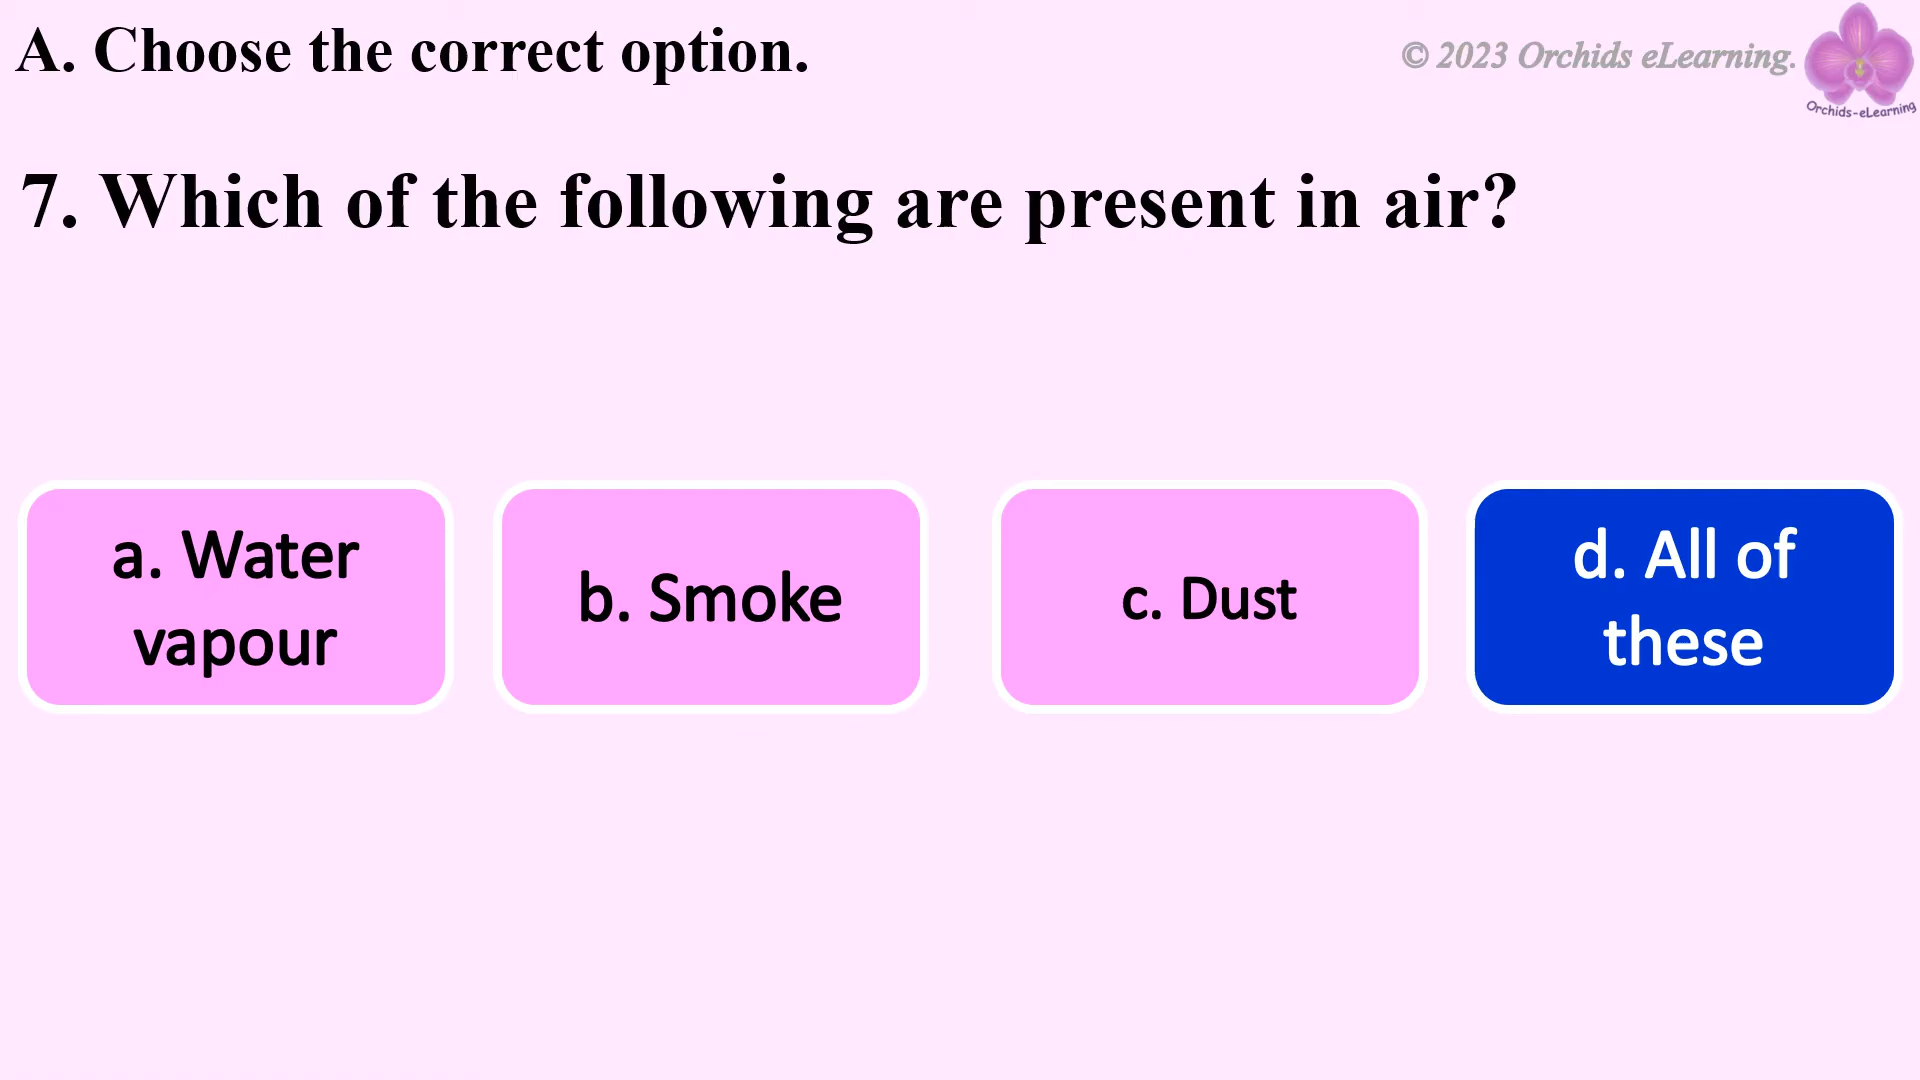 A. Choose the correct option.
© 2023 Orchids eLearning.
Orchids-eLearning
7. Which of the following are present in air?
a. Water
vapour
b. Smoke
c. Dust
d. All of
these